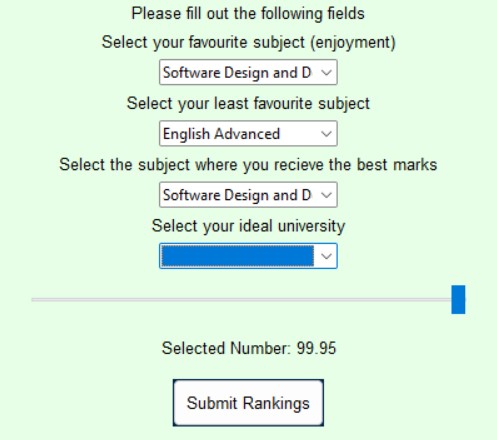 Please fill out the following fields
Select your favourite subject (enjoyment)
Software Design and D
Select your least favourite subject
English Advanced
Select the subject where you recieve the best marks
Software Design and D
Select your ideal university
Selected Number: 99.95
Submit Rankings